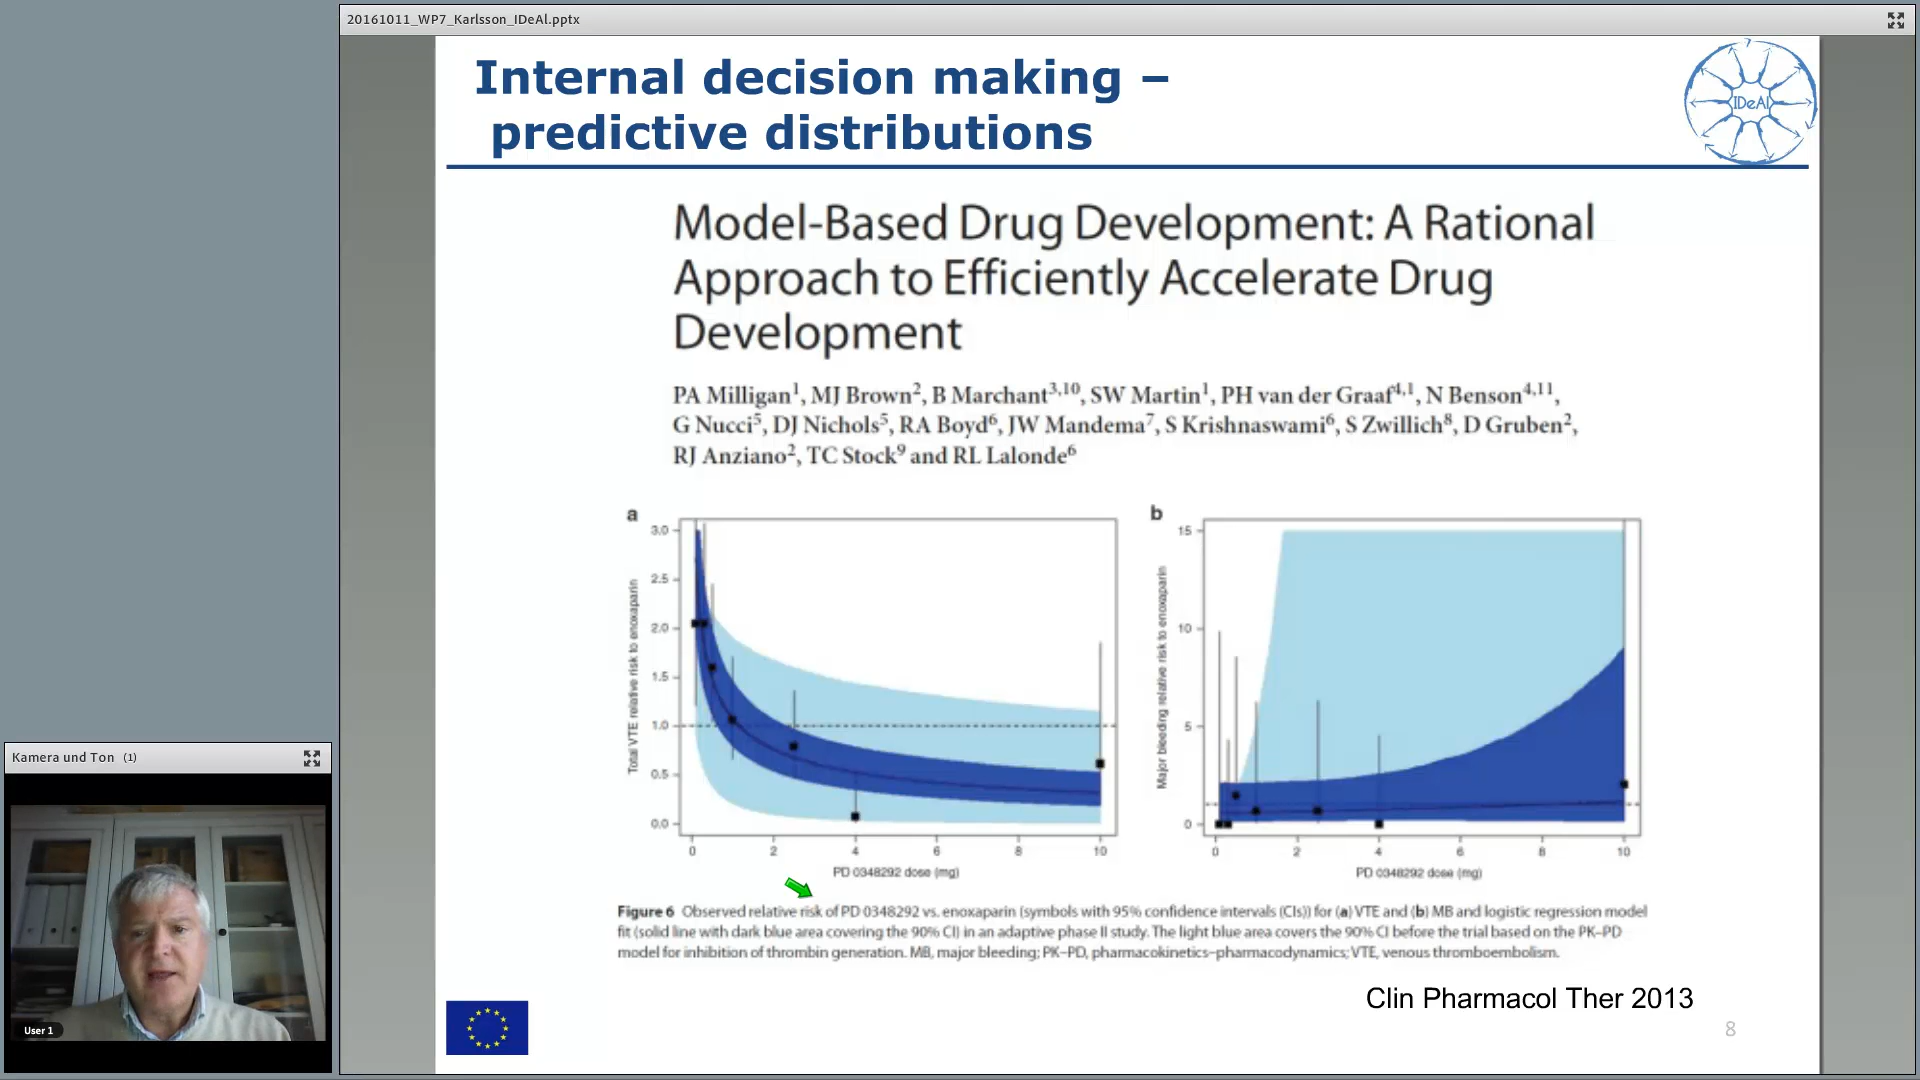 20161011_WP7_Karlsson_IDeAl.pptx
Internal decision making –
predictive distributions
IDeAl
Model-Based Drug Development: A Rational
Approach to Efficiently Accelerate Drug
Development
PA Milligan1, MJ Brown2, B Marchant3,10, SW Martin1, PH van der Graaf4,1, N Benson4,11,
G Nucci5, DJ Nichols5, RA Boyd6, JW Mandema7, S Krishnaswami6, S Zwillich8, D Gruben2,
RJ Anziano2, TC Stock9 and RL Lalonde6
a
3.0
2.5
2.0
1.5
1.0
0.5
0.0
Total VTE relative risk to enoxaparin
0 2 4 6 8 10
PD 0348292 dose (mg)
b
15
10
5
0
Major bleeding relative risk to enoxaparin
0 2 4 6 8 10
PD 0348292 dose (mg)
Figure 6 Observed relative risk of PD 0348292 vs. enoxaparin (symbols with 95% confidence intervals (CIs)) for (a) VTE and (b) MB and logistic regression model
fit (solid line with dark blue area covering the 90% CI) in an adaptive phase II study. The light blue area covers the 90% CI before the trial based on the PK–PD
model for inhibition of thrombin generation. MB, major bleeding; PK–PD, pharmacokinetics–pharmacodynamics; VTE, venous thromboembolism.
Clin Pharmacol Ther 2013
8
Kamera und Ton (1)
User 1